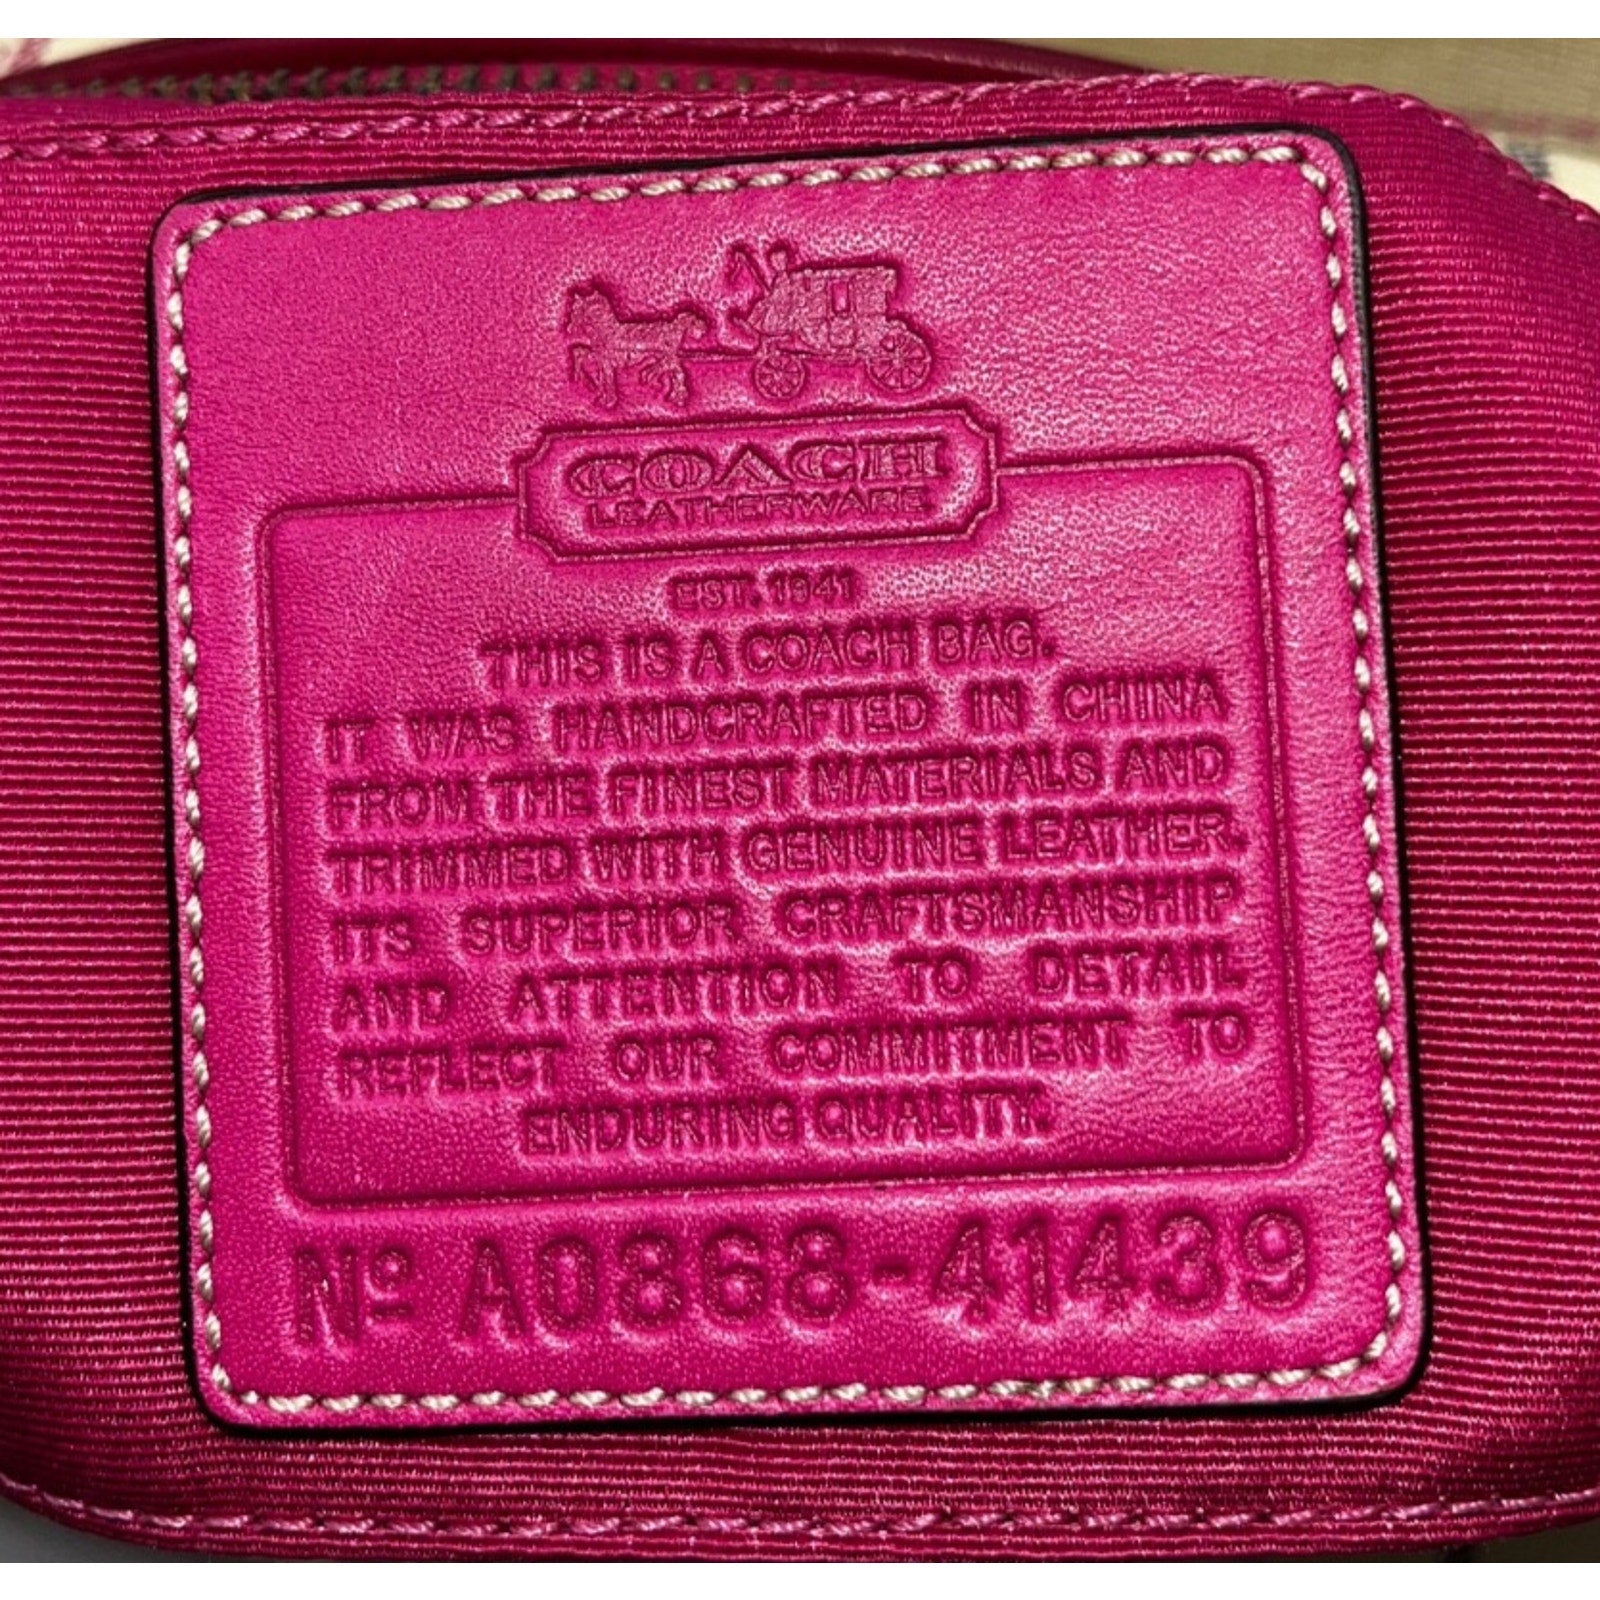 COACH
LEATHERWARE
EST. 1941
THIS IS A COACH BAG.
IT WAS HANDCRAFTED IN CHINA
FROM THE FINEST MATERIALS AND
TRIMMED WITH GENUINE LEATHER.
ITS SUPERIOR CRAFTSMANSHIP
AND ATTENTION TO DETAIL
REFLECT OUR COMMITMENT TO
ENDURING QUALITY.
Nº A0868-41439